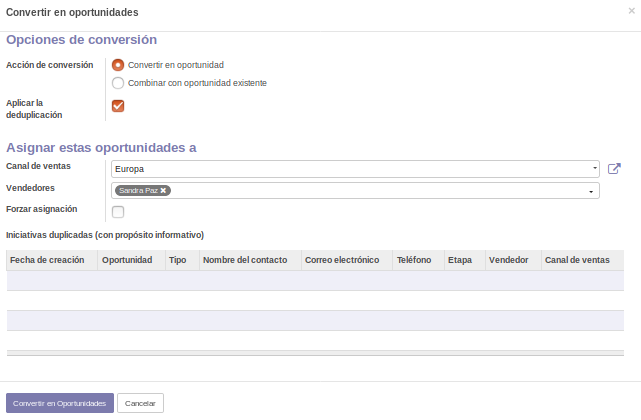 Convertir en oportunidades
×
Opciones de conversión
Acción de conversión
Convertir en oportunidad
Combinar con oportunidad existente
Aplicar la
deduplicación
Asignar estas oportunidades a
Canal de ventas
Europa
Vendedores
Sandra Paz ×
Forzar asignación
Iniciativas duplicadas (con propósito informativo)
Fecha de creación Oportunidad Tipo Nombre del contacto Correo electrónico Teléfono Etapa Vendedor Canal de ventas
Convertir en Oportunidades Cancelar